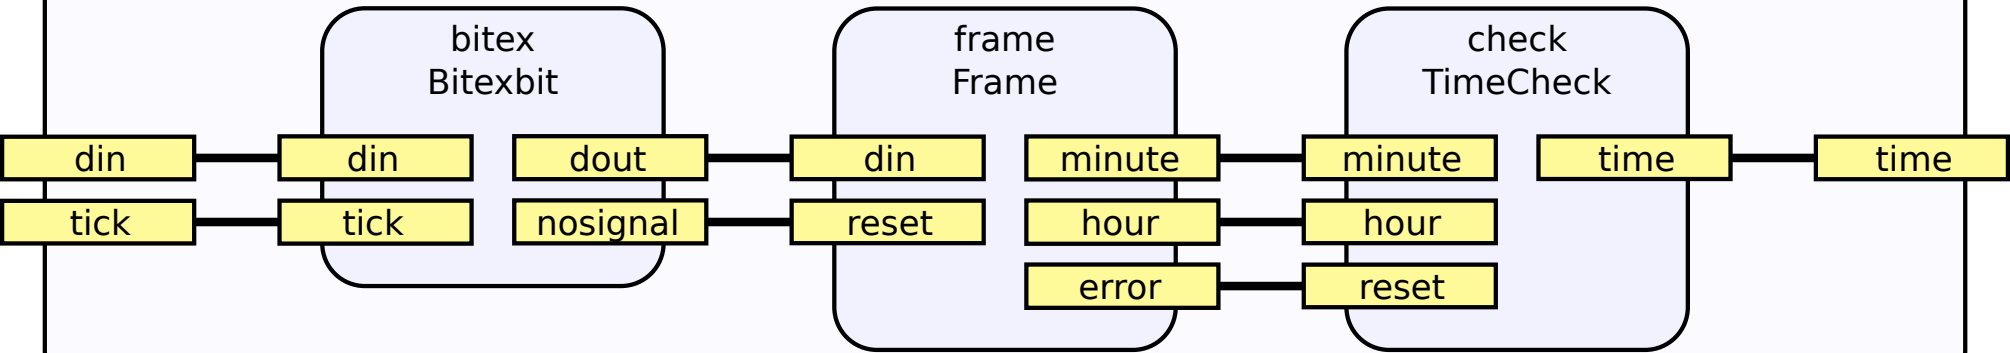 bitex
Bitexbit
frame
Frame
check
TimeCheck
din
din
dout
din
minute
minute
time
time
tick
tick
nosignal
reset
hour
hour
error
reset